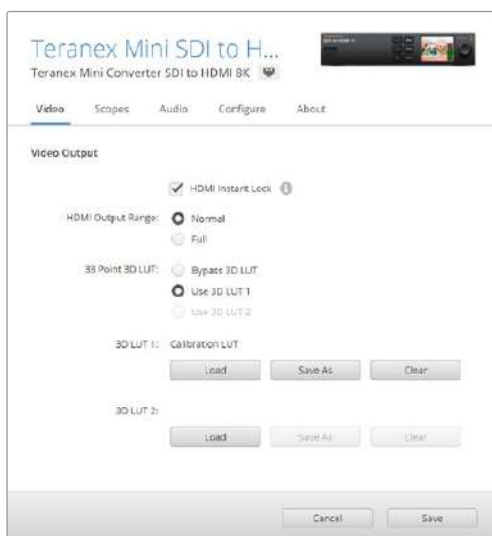 Teranex Mini SDI to H...
Teranex Mini Converter SDI to HDMI 8K
Video Scopes Audio Configure About
Video Output
HDMI Instant Lock
HDMI Output Range: Normal
Full
33 Point 3D LUT: Bypass 3D LUT
Use 3D LUT 1
Use 3D LUT 2
3D LUT 1: Calibration LUT
Load Save As Clear
3D LUT 2:
Load Save As Clear
Cancel Save